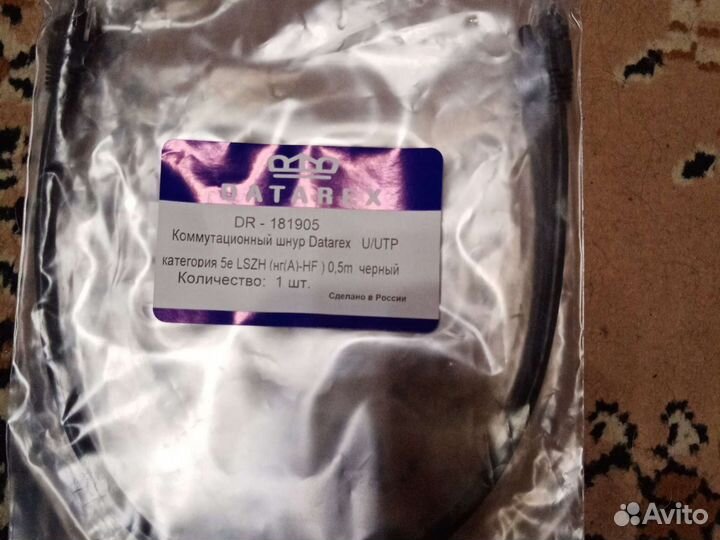 DATAREX
DR - 181905
Коммутационный шнур Datarex U/UTP
категория 5e LSZH (нг(A)-HF ) 0,5m черный
Количество: 1 шт.
Сделано в России
Avito